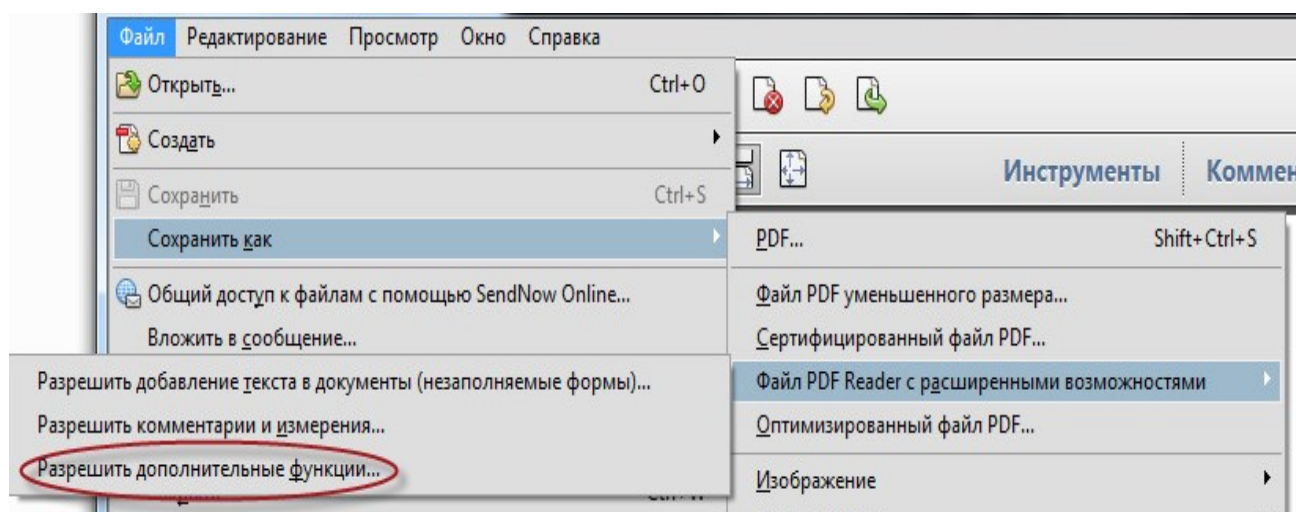 Файл Редактирование Просмотр Окно Справка
Открыть... Ctrl+O
Создать
Инструменты
Сохранить Ctrl+S
Сохранить как
PDF... Shift+Ctrl+S
Общий доступ к файлам с помощью SendNow Online...
Файл PDF уменьшенного размера...
Вложить в сообщение...
Сертифицированный файл PDF...
Разрешить добавление текста в документы (незаполняемые формы)...
Файл PDF Reader с расширенными возможностями
Разрешить комментарии и измерения...
Оптимизированный файл PDF...
Разрешить дополнительные функции...
Изображение